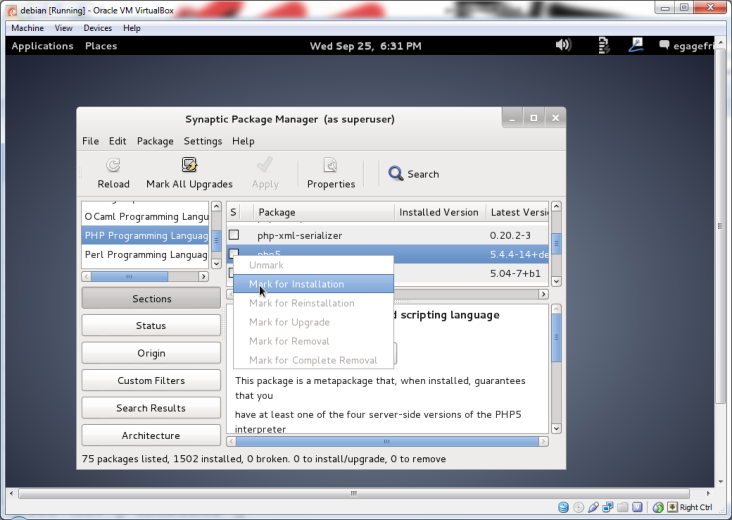 debian [Running] - Oracle VM VirtualBox
Machine View Devices Help
Applications Places Wed Sep 25, 6:31 PM egagefri
Synaptic Package Manager (as superuser)
File Edit Package Settings Help
Reload Mark All Upgrades Apply Properties Search
S Package Installed Version Latest Versi
OCaml Programming Langu
PHP Programming Languag
Perl Programming Languag
php-xml-serializer 0.20.2-3
php5 5.4.4-14+de
5.04-7+b1
Unmark
Mark for Installation
Mark for Reinstallation
Mark for Upgrade
Mark for Removal
Mark for Complete Removal
Sections
Status
Origin
Custom Filters
Search Results
Architecture
d scripting language
This package is a metapackage that, when installed, guarantees
that you
have at least one of the four server-side versions of the PHP5
interpreter
75 packages listed, 1502 installed, 0 broken. 0 to install/upgrade, 0 to remove
Right Ctrl